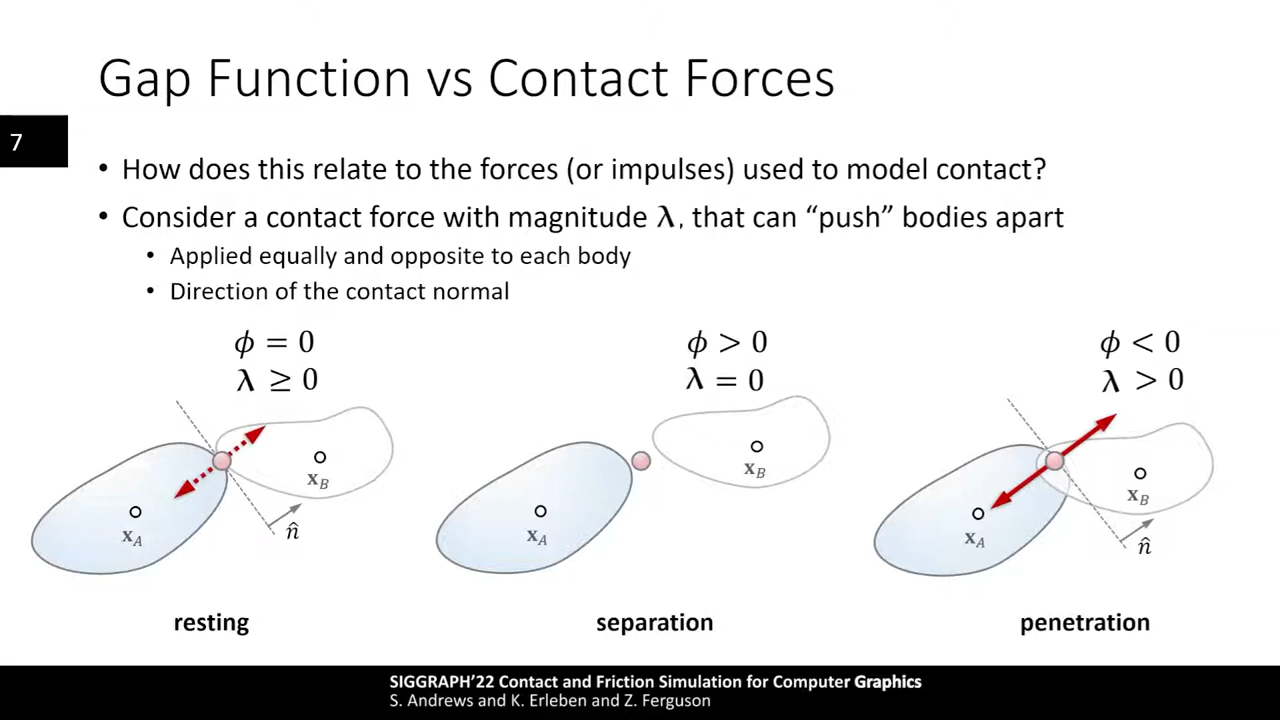 Gap Function vs Contact Forces
7
• How does this relate to the forces (or impulses) used to model contact?
• Consider a contact force with magnitude λ, that can “push” bodies apart
• Applied equally and opposite to each body
• Direction of the contact normal
ϕ = 0
λ ≥ 0
x_A
x_B
n̂
resting
ϕ > 0
λ = 0
x_A
x_B
separation
ϕ < 0
λ > 0
x_A
x_B
n̂
penetration
SIGGRAPH’22 Contact and Friction Simulation for Computer Graphics
S. Andrews and K. Erleben and Z. Ferguson